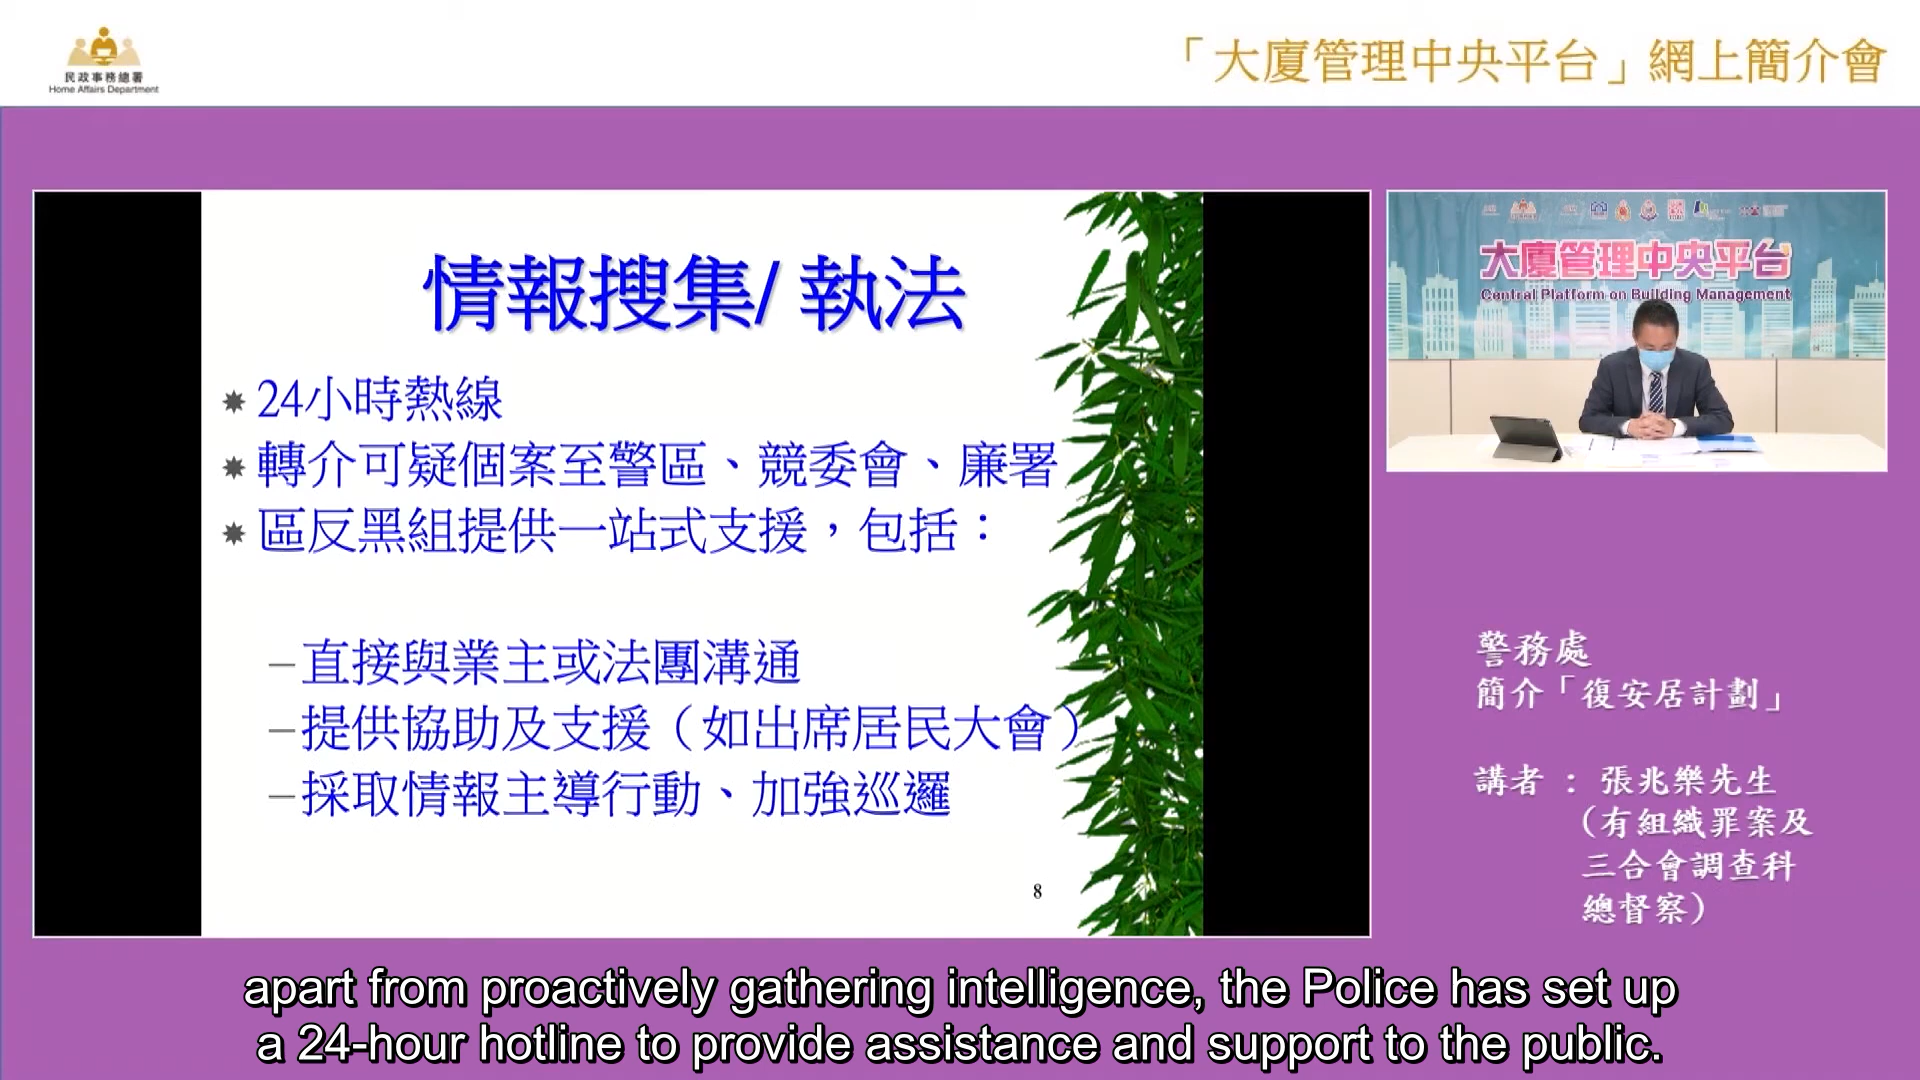 民政事務總署
Home Affairs Department
「大廈管理中央平台」網上簡介會
情報搜集/ 執法
24小時熱線
轉介可疑個案至警區、競委會、廉署
區反黑組提供一站式支援，包括：
–直接與業主或法團溝通
–提供協助及支援（如出席居民大會）
–採取情報主導行動、加強巡邏
8
大廈管理中央平台
Central Platform on Building Management
警務處
簡介「復安居計劃」
講者 ： 張兆樂先生
（有組織罪案及
三合會調查科
總督察）
apart from proactively gathering intelligence, the Police has set up
a 24-hour hotline to provide assistance and support to the public.